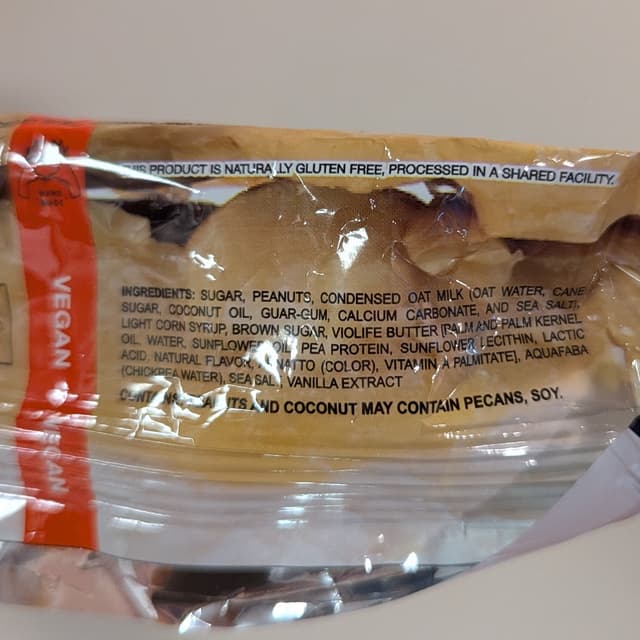 THIS PRODUCT IS NATURALLY GLUTEN FREE, PROCESSED IN A SHARED FACILITY.
INGREDIENTS: SUGAR, PEANUTS, CONDENSED OAT MILK (OAT WATER, CANE
SUGAR, COCONUT OIL, GUAR-GUM, CALCIUM CARBONATE, AND SEA SALT),
LIGHT CORN SYRUP, BROWN SUGAR, VIOLIFE BUTTER [PALM AND PALM KERNEL
OIL, WATER, SUNFLOWER OIL, PEA PROTEIN, SUNFLOWER LECITHIN, LACTIC
ACID, NATURAL FLAVOR, ANNATTO (COLOR), VITAMIN A PALMITATE], AQUAFABA
(CHICKPEA WATER), SEA SALT, VANILLA EXTRACT
CONTAINS PEANUTS AND COCONUT MAY CONTAIN PECANS, SOY.
VEGAN
VEGAN